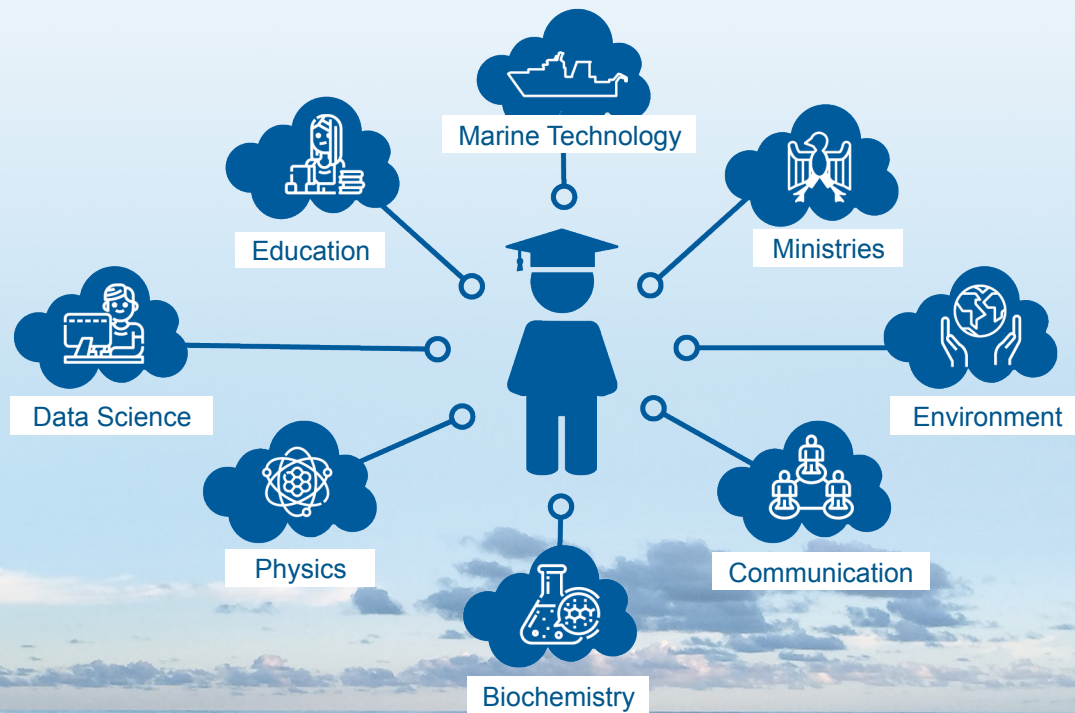 Marine Technology
Education
Ministries
Data Science
Environment
Physics
Communication
Biochemistry